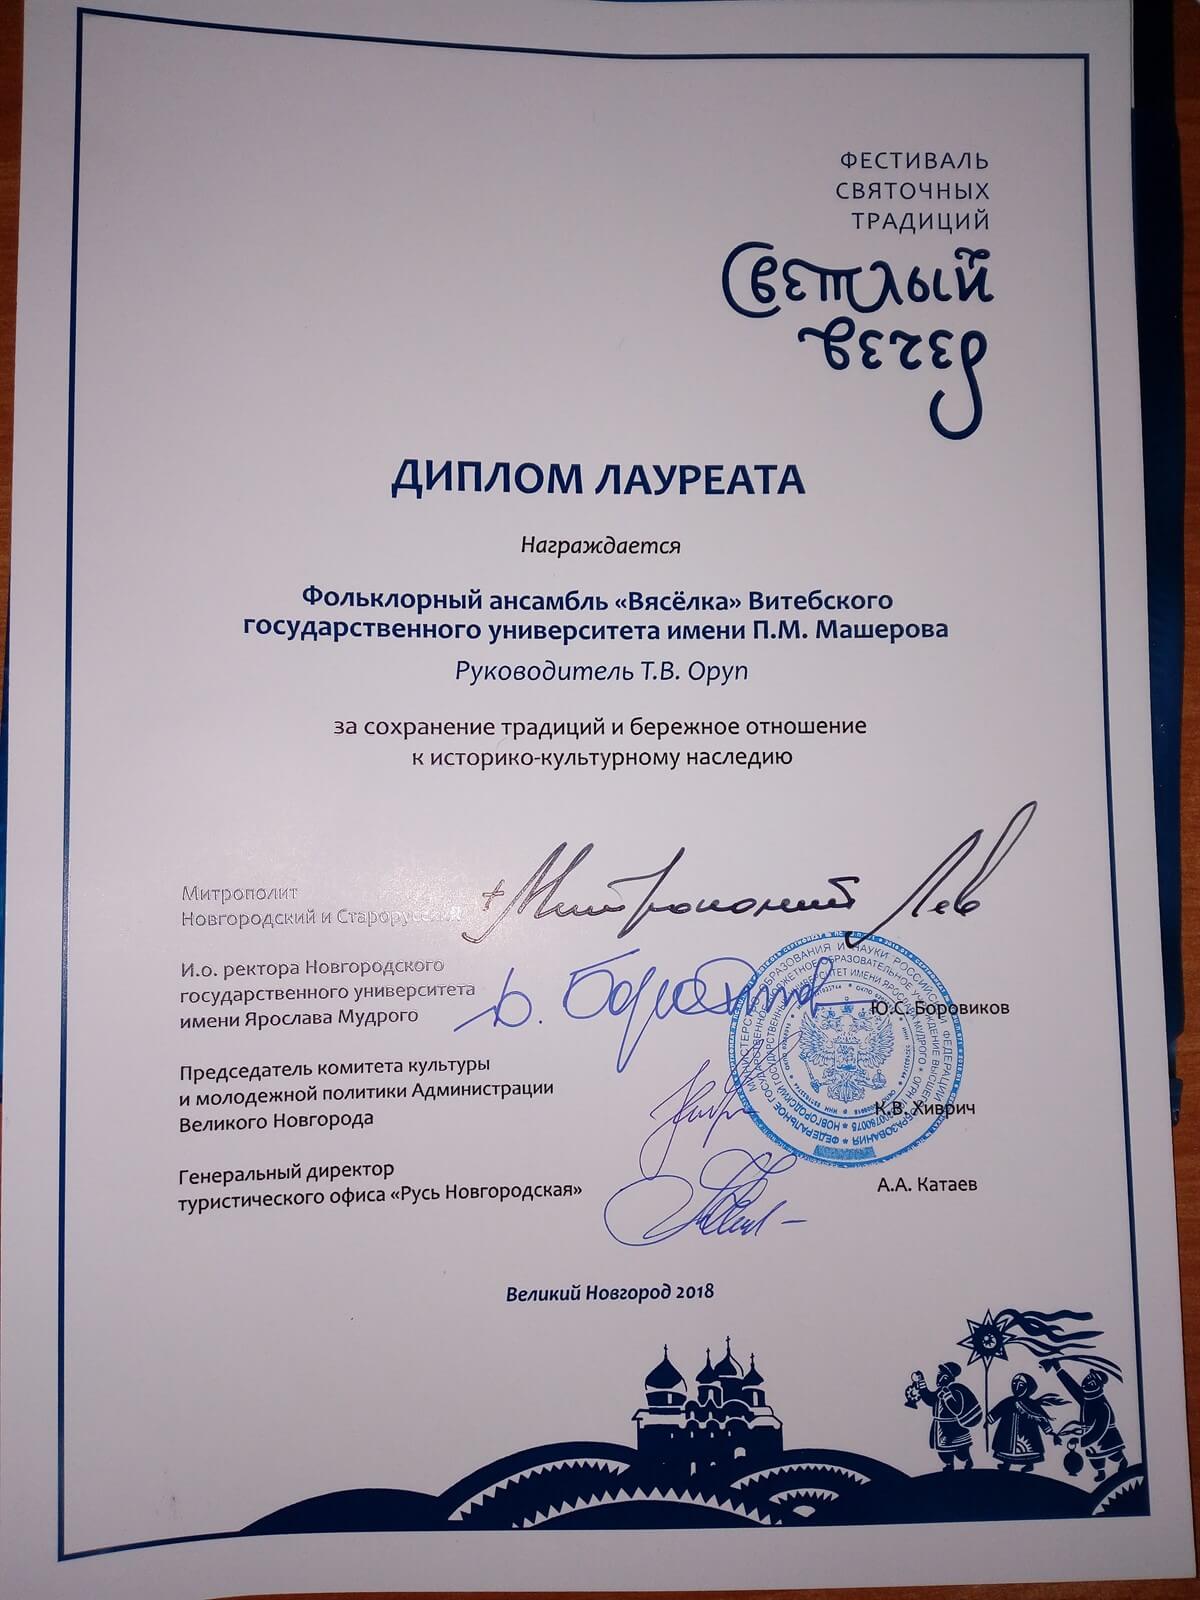 ФЕСТИВАЛЬ
СВЯТОЧНЫХ
ТРАДИЦИЙ
Светлый
вечер
ДИПЛОМ ЛАУРЕАТА
Награждается
Фольклорный ансамбль «Вясёлка» Витебского
государственного университета имени П.М. Машерова
Руководитель Т.В. Оруп
за сохранение традиций и бережное отношение
к историко-культурному наследию
Митрополит
Новгородский и Старорусский
+Митрополит Лев
И.о. ректора Новгородского
государственного университета
имени Ярослава Мудрого
Ю.С. Боровиков
Председатель комитета культуры
и молодежной политики Администрации
Великого Новгорода
К.В. Хиврич
Генеральный директор
туристического офиса «Русь Новгородская»
А.А. Катаев
Великий Новгород 2018